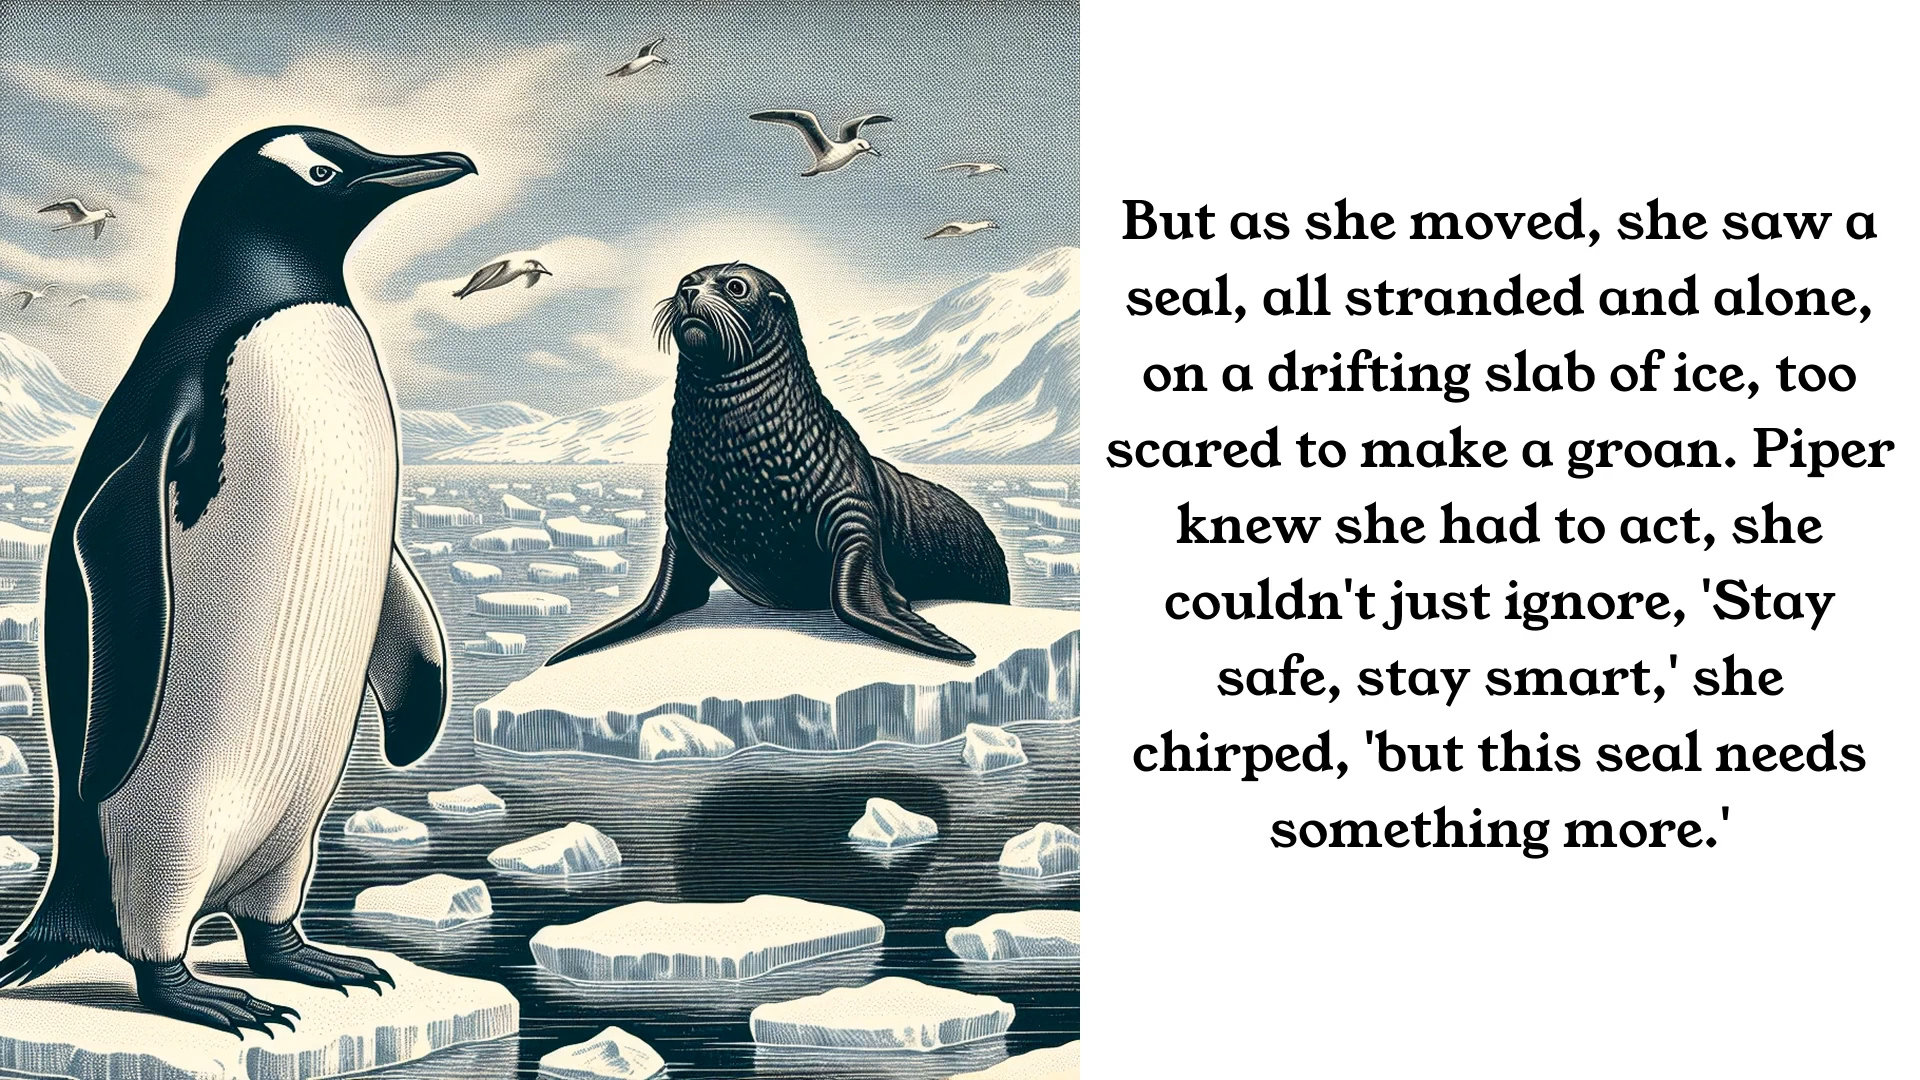 But as she moved, she saw a
seal, all stranded and alone,
on a drifting slab of ice, too
scared to make a groan. Piper
knew she had to act, she
couldn't just ignore, 'Stay
safe, stay smart,' she
chirped, 'but this seal needs
something more.'